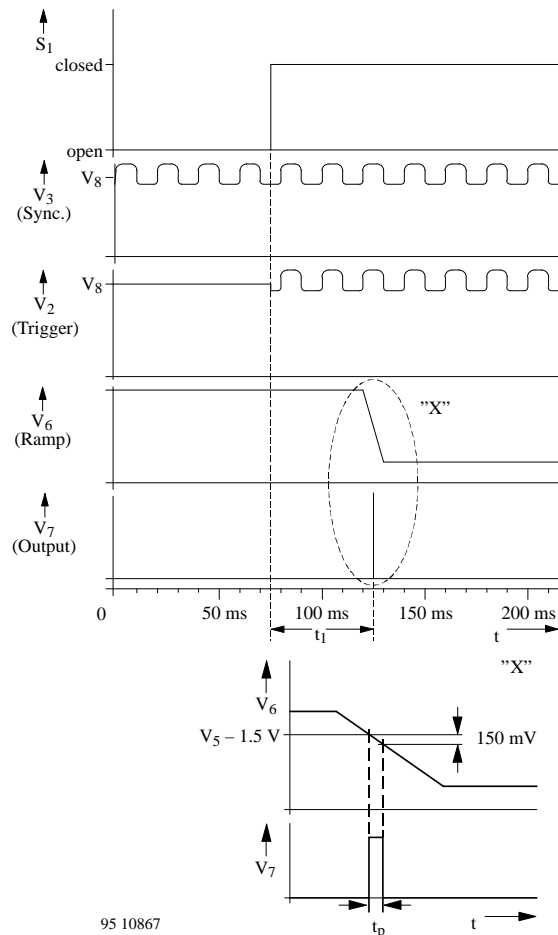 S1
closed
open
V8
V3
(Sync.)
V8
V2
(Trigger)
V6
(Ramp)
”X”
V7
(Output)
0 50 ms 100 ms 150 ms 200 ms
t1 t
”X”
V6
V5 – 1.5 V
150 mV
V7
95 10867
tp t